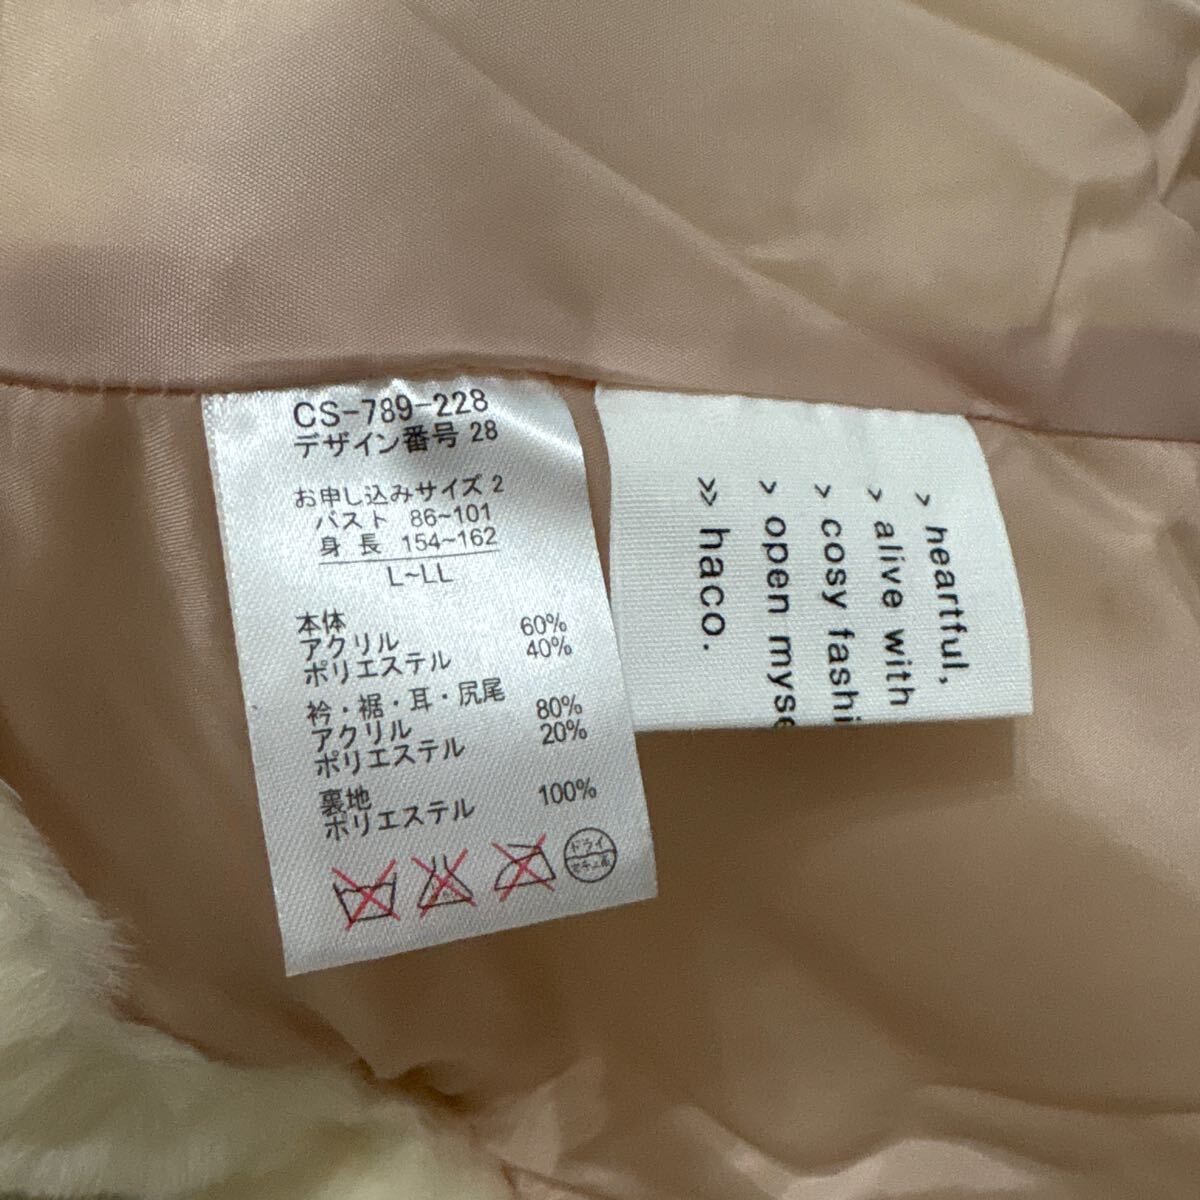 CS-789-228
デザイン番号 28
お申し込みサイズ 2
バスト 86~101
身長 154~162
L~LL
本体
アクリル 60%
ポリエステル 40%
衿・裾・耳・尻尾
アクリル 80%
ポリエステル 20%
裏地
ポリエステル 100%
ドライ
セキユ系
> heartful,
> alive with
> cosy fashi
> open myse
» haco.